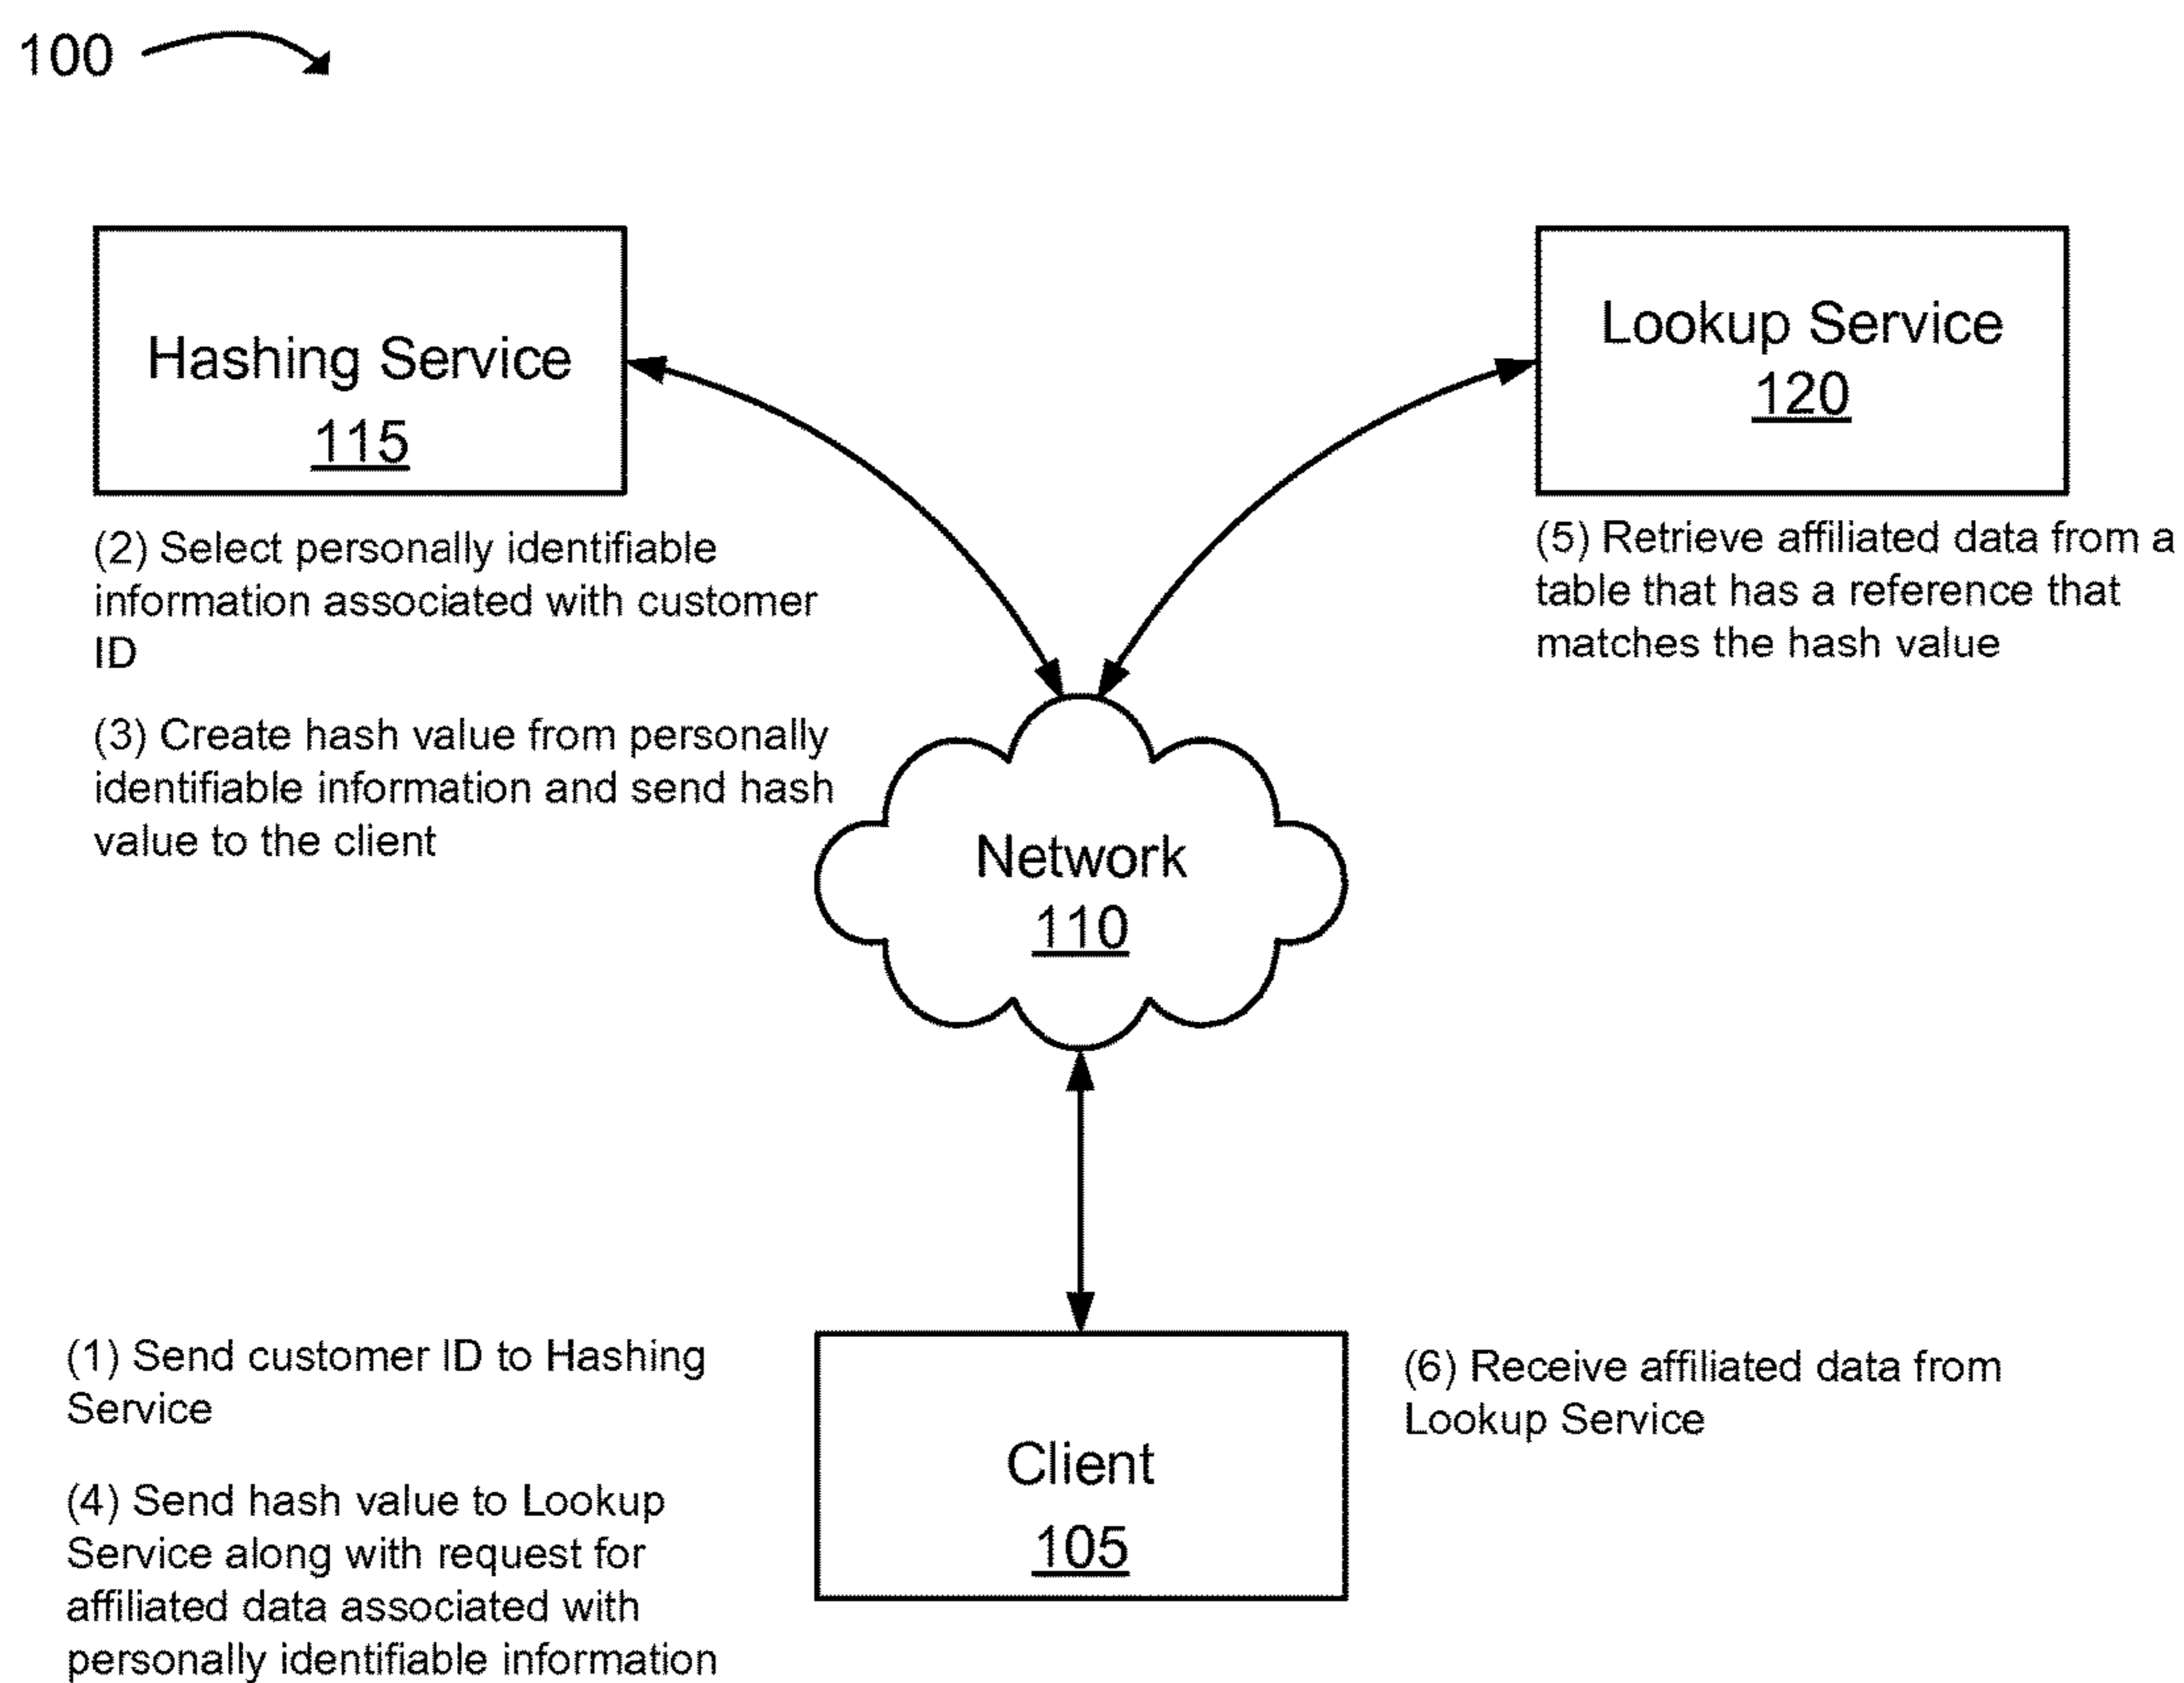 100
Hashing Service
115
Lookup Service
120
(2) Select personally identifiable
information associated with customer
ID
(3) Create hash value from personally
identifiable information and send hash
value to the client
(5) Retrieve affiliated data from a
table that has a reference that
matches the hash value
Network
110
(1) Send customer ID to Hashing
Service
(4) Send hash value to Lookup
Service along with request for
affiliated data associated with
personally identifiable information
Client
105
(6) Receive affiliated data from
Lookup Service